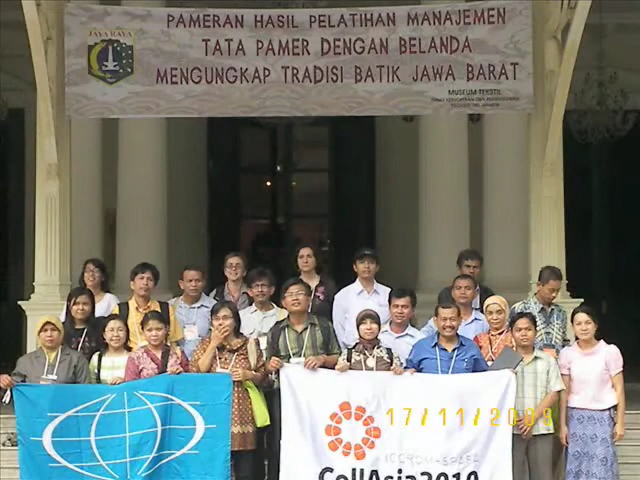 JAYA RAYA
PAMERAN HASIL PELATIHAN MANAJEMEN
TATA PAMER DENGAN BELANDA
MENGUNGKAP TRADISI BATIK JAWA BARAT
MUSEUM TEKSTIL
17/11/2008
ICCROM-SPAFA
CollAsia2010